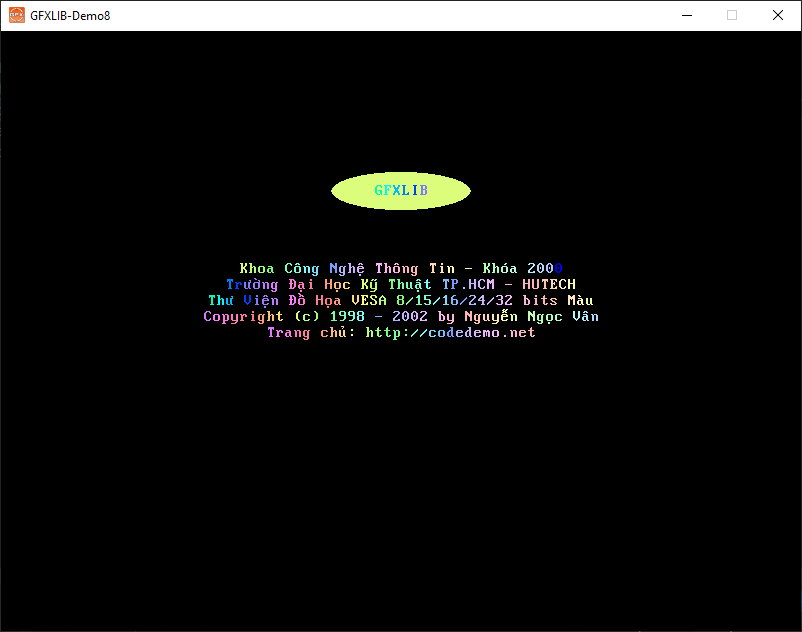 GFXLIB-Demo8
GFXLIB
Khoa Công Nghệ Thông Tin - Khóa 2000
Trường Đại Học Kỹ Thuật TP.HCM - HUTECH
Thư Viện Đồ Họa VESA 8/15/16/24/32 bits Màu
Copyright (c) 1998 - 2002 by Nguyễn Ngọc Vân
Trang chủ: http://codedemo.net